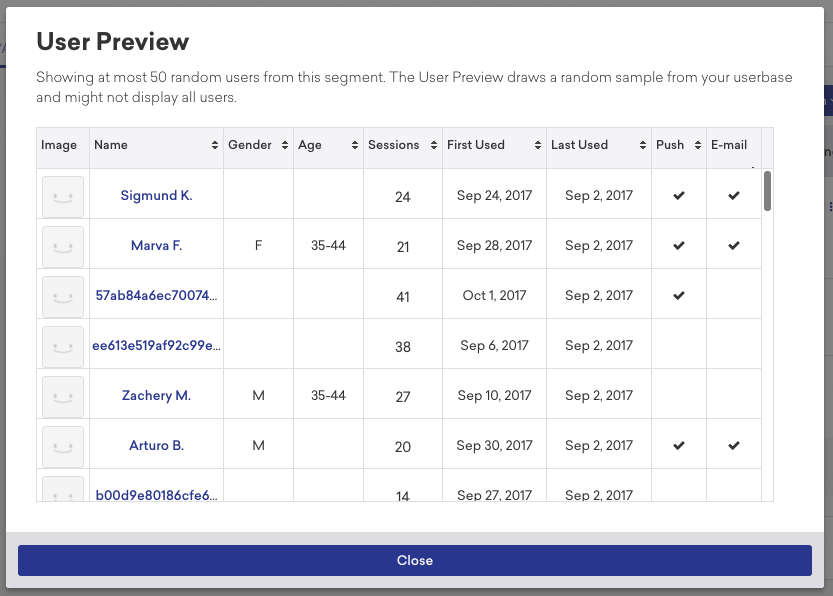 User Preview
Showing at most 50 random users from this segment. The User Preview draws a random sample from your userbase
and might not display all users.
Image Name Gender Age Sessions First Used Last Used Push E-mail
Sigmund K. 24 Sep 24, 2017 Sep 2, 2017 ✔ ✔
Marva F. F 35-44 21 Sep 28, 2017 Sep 2, 2017 ✔ ✔
57ab84a6ec70074... 41 Oct 1, 2017 Sep 2, 2017 ✔
ee613e519af92c99e... 38 Sep 6, 2017 Sep 2, 2017
Zachery M. M 35-44 27 Sep 10, 2017 Sep 2, 2017
Arturo B. M 20 Sep 30, 2017 Sep 2, 2017 ✔ ✔
b00d9e80186cfe6... 14 Sep 27, 2017 Sep 2, 2017
Close